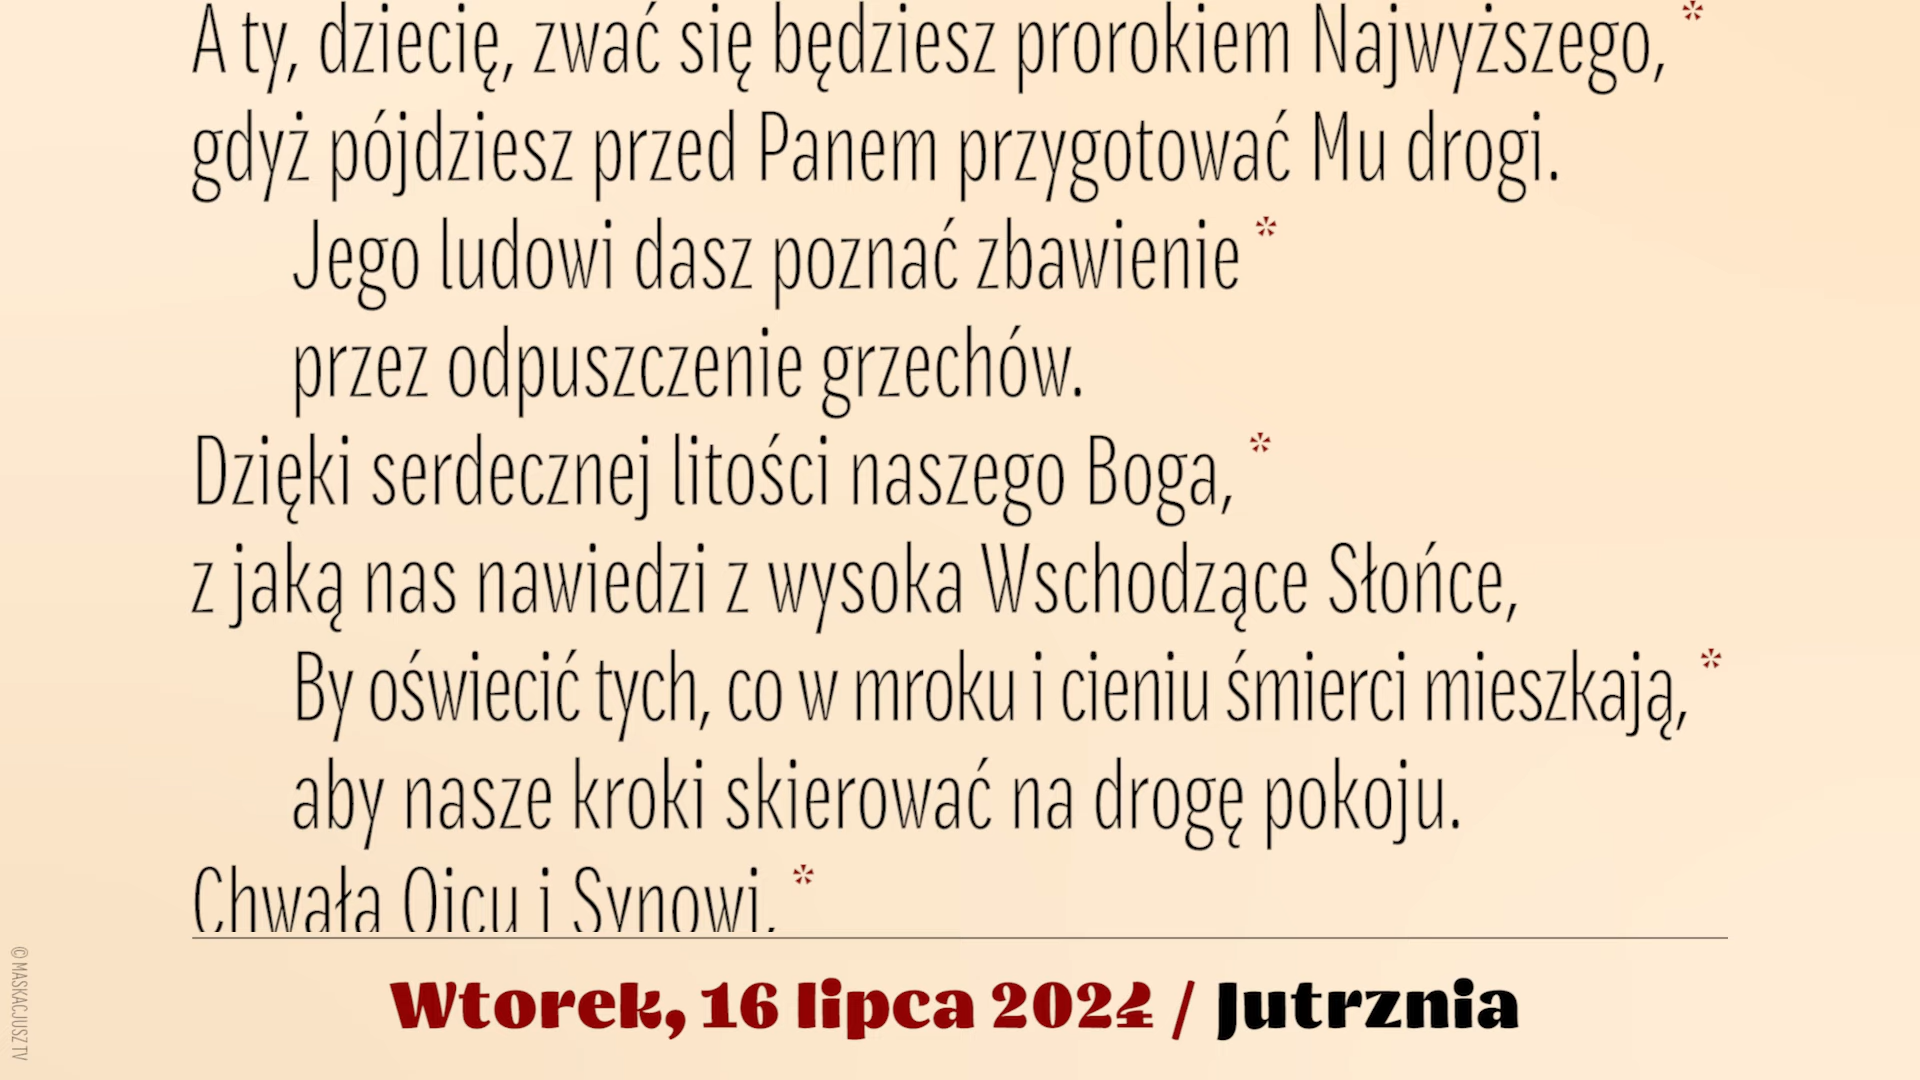 A ty, dziecię, zwać się będziesz prorokiem Najwyższego, *
gdyż pójdziesz przed Panem przygotować Mu drogi.
Jego ludowi dasz poznać zbawienie *
przez odpuszczenie grzechów.
Dzięki serdecznej litości naszego Boga, *
z jaką nas nawiedzi z wysoka Wschodzące Słońce,
By oświecić tych, co w mroku i cieniu śmierci mieszkają, *
aby nasze kroki skierować na drogę pokoju.
Chwała Ojcu i Synowi, *
Wtorek, 16 lipca 2024 / Jutrznia
© MASKACJUSZ TV